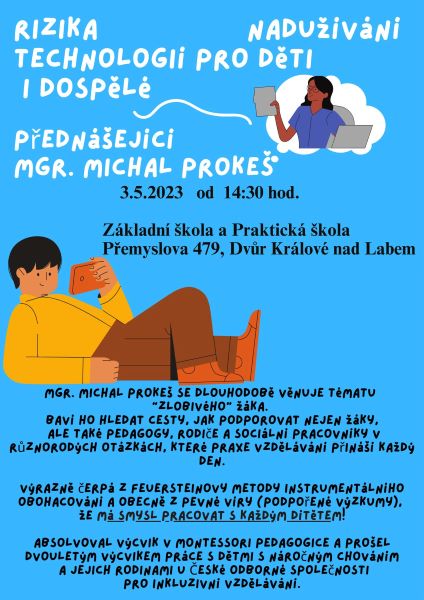 RIZIKA NADUŽÍVÁNÍ
TECHNOLOGIÍ PRO DĚTI
I DOSPĚLÉ
PŘEDNÁŠEJÍCÍ
MGR. MICHAL PROKEŠ
3.5.2023 od 14:30 hod.
Základní škola a Praktická škola
Přemyslova 479, Dvůr Králové nad Labem
MGR. MICHAL PROKEŠ SE DLOUHODOBĚ VĚNUJE TÉMATU
"ZLOBIVÉHO" ŽÁKA.
BAVÍ HO HLEDAT CESTY, JAK PODPOROVAT NEJEN ŽÁKY,
ALE TAKÉ PEDAGOGY, RODIČE A SOCIÁLNÍ PRACOVNÍKY V
RŮZNORODÝCH OTÁZKÁCH, KTERÉ PRAXE VZDĚLÁVÁNÍ PŘINÁŠÍ KAŽDÝ
DEN.
VÝRAZNĚ ČERPÁ Z FEUERSTEINOVY METODY INSTRUMENTÁLNÍHO
OBOHACOVÁNÍ A OBECNĚ Z PEVNÉ VÍRY (PODPOŘENÉ VÝZKUMY),
ŽE MÁ SMYSL PRACOVAT S KAŽDÝM DÍTĚTEM!
ABSOLVOVAL VÝCVIK V MONTESSORI PEDAGOGICE A PROŠEL
DVOULETÝM VÝCVIKEM PRÁCE S DĚTMI S NÁROČNÝM CHOVÁNÍM
A JEJICH RODINAMI U ČESKÉ ODBORNÉ SPOLEČNOSTI
PRO INKLUZIVNÍ VZDĚLÁVÁNÍ.